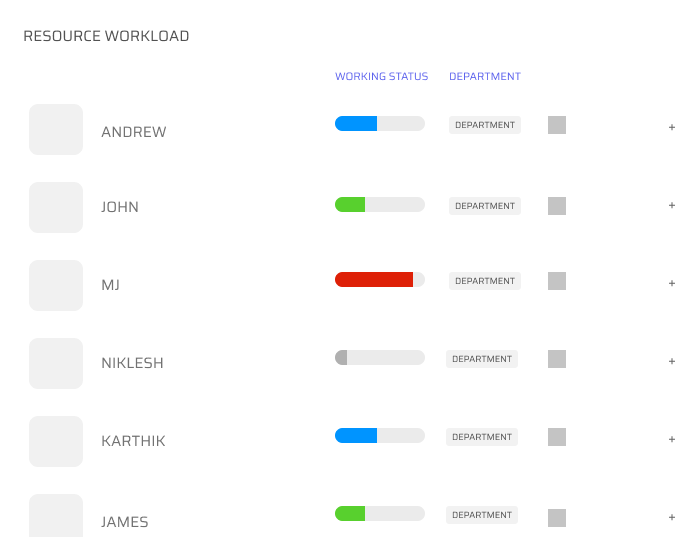 RESOURCE WORKLOAD
WORKING STATUS DEPARTMENT
ANDREW DEPARTMENT +
JOHN DEPARTMENT +
MJ DEPARTMENT +
NIKLESH DEPARTMENT +
KARTHIK DEPARTMENT +
JAMES DEPARTMENT +